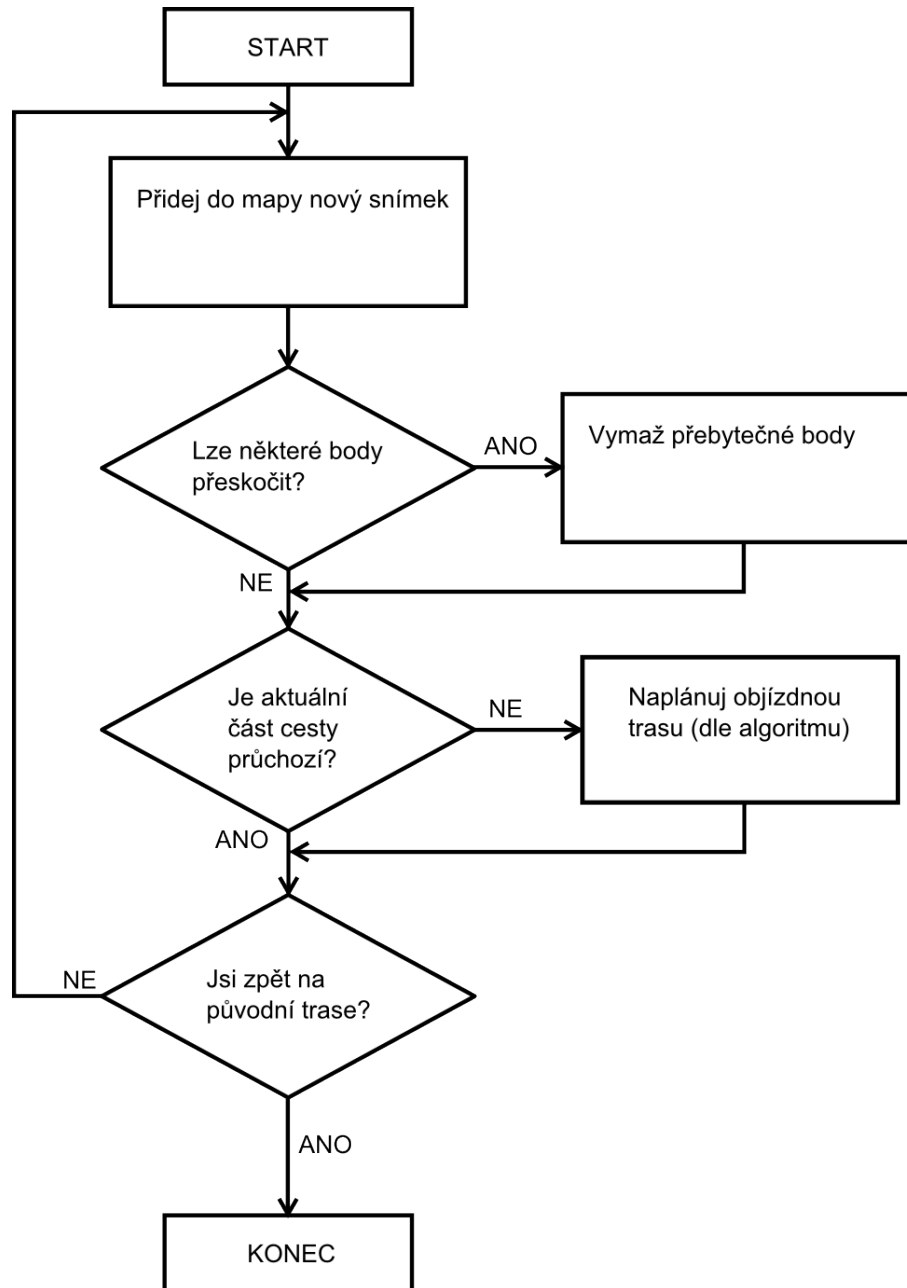 START
Přidej do mapy nový snímek
Lze některé body
přeskočit?
ANO
Vymaž přebytečné body
NE
Je aktuální
část cesty
průchozí?
NE
Naplánuj objízdnou
trasu (dle algoritmu)
ANO
Jsi zpět na
původní trase?
NE
ANO
KONEC